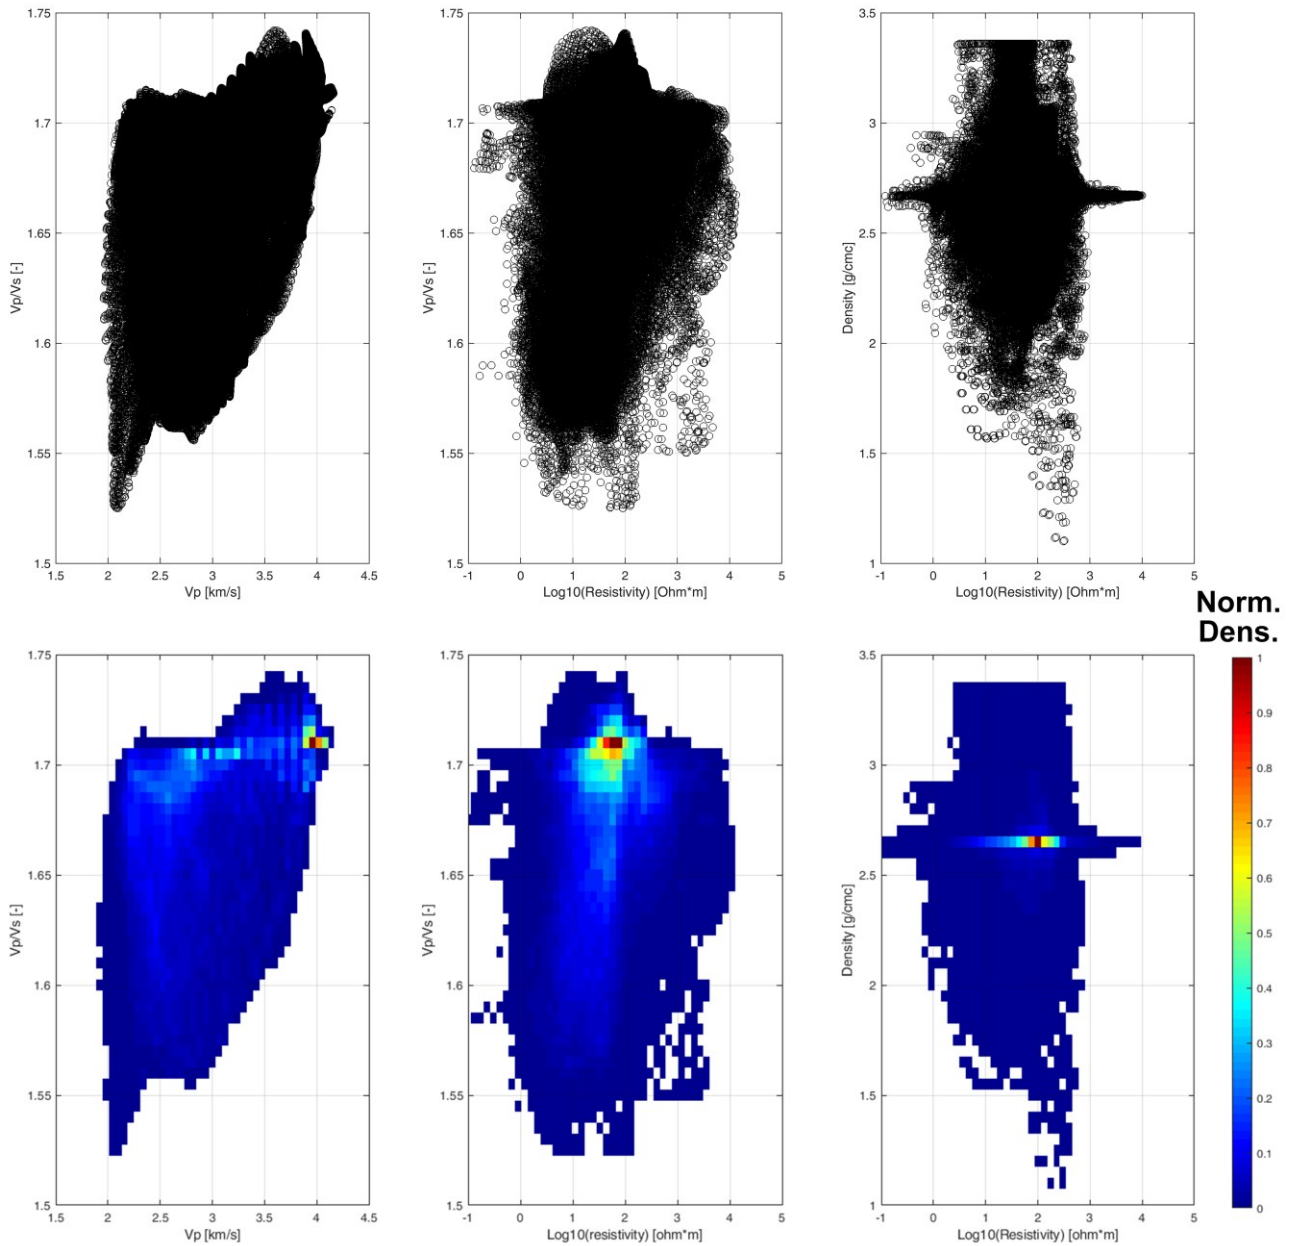 1.75
1.7
1.65
1.6
1.55
1.5
Vp/Vs [-]
1.5 2 2.5 3 3.5 4 4.5
Vp [km/s]
1.75
1.7
1.65
1.6
1.55
1.5
Vp/Vs [-]
-1 0 1 2 3 4 5
Log10(Resistivity) [Ohm*m]
3.5
3
2.5
2
1.5
1
Density [g/cmc]
-1 0 1 2 3 4 5
Log10(Resistivity) [Ohm*m]
Norm.
Dens.
1.75
1.7
1.65
1.6
1.55
1.5
Vp/Vs [-]
1.5 2 2.5 3 3.5 4 4.5
Vp [km/s]
1.75
1.7
1.65
1.6
1.55
1.5
Vp/Vs [-]
-1 0 1 2 3 4 5
Log10(resistivity) [ohm*m]
3.5
3
2.5
2
1.5
1
Density [g/cmc]
-1 0 1 2 3 4 5
Log10(Resistivity) [ohm*m]
1
0.9
0.8
0.7
0.6
0.5
0.4
0.3
0.2
0.1
0